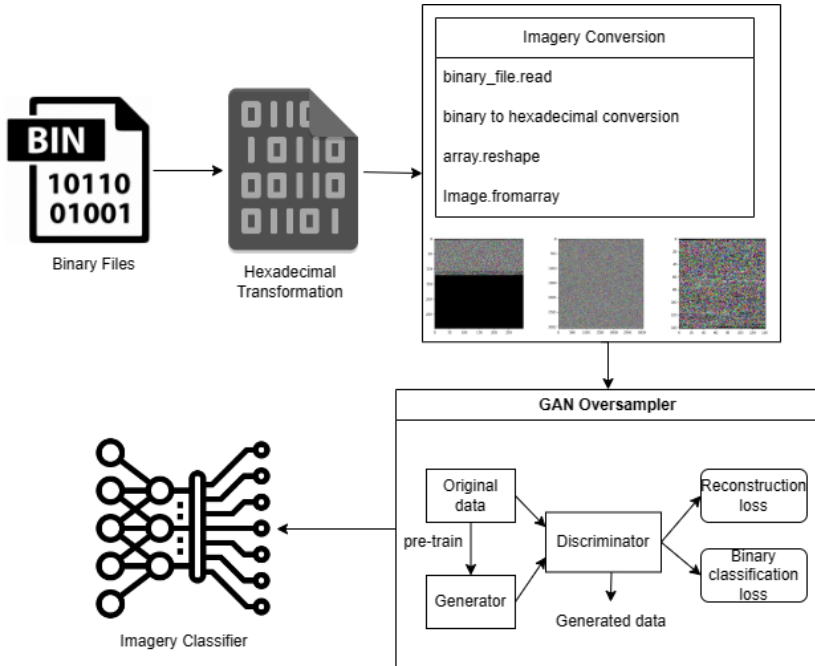 BIN
10110
01001
Binary Files
Hexadecimal
Transformation
Imagery Conversion
binary_file.read
binary to hexadecimal conversion
array.reshape
Image.fromarray
GAN Oversampler
Original
data
pre-train
Generator
Discriminator
Generated data
Reconstruction
loss
Binary
classification
loss
Imagery Classifier